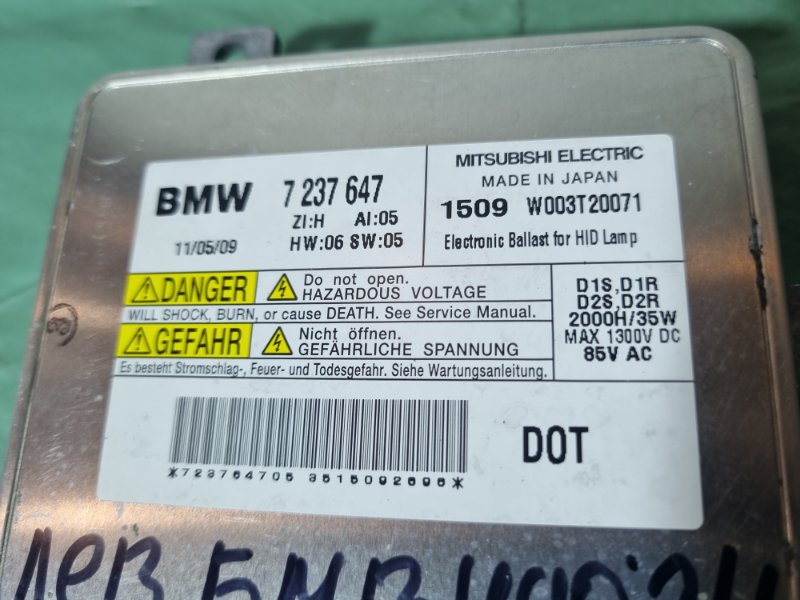 BMW 7 237 647
ZI:H AI:05
11/05/09 HW:06 SW:05
MITSUBISHI ELECTRIC
MADE IN JAPAN
1509 W003T20071
Electronic Ballast for HID Lamp
DANGER Do not open.
HAZARDOUS VOLTAGE
WILL SHOCK, BURN, or cause DEATH. See Service Manual.
GEFAHR Nicht öffnen.
GEFÄHRLICHE SPANNUNG
Es besteht Stromschlag-, Feuer- und Todesgefahr. Siehe Wartungsanleitung.
D1S,D1R
D2S,D2R
2000H/35W
MAX 1300V DC
85V AC
*723764705 3515092696*
DOT